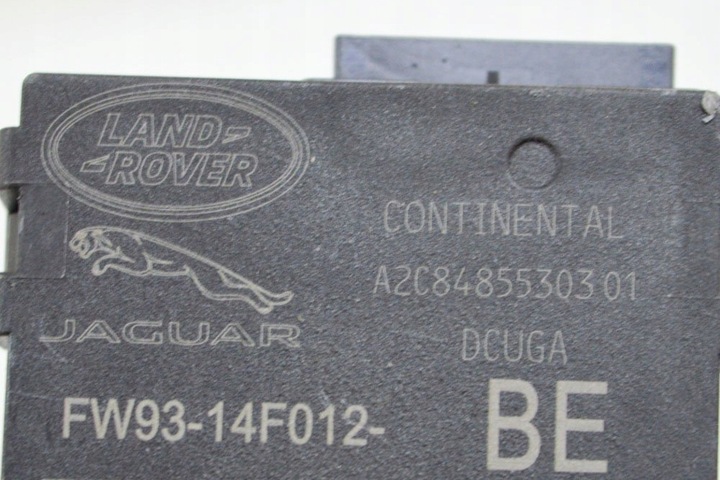 LAND-
-ROVER
JAGUAR
CONTINENTAL
A2C84855303 01
DCUGA
FW93-14F012-
BE